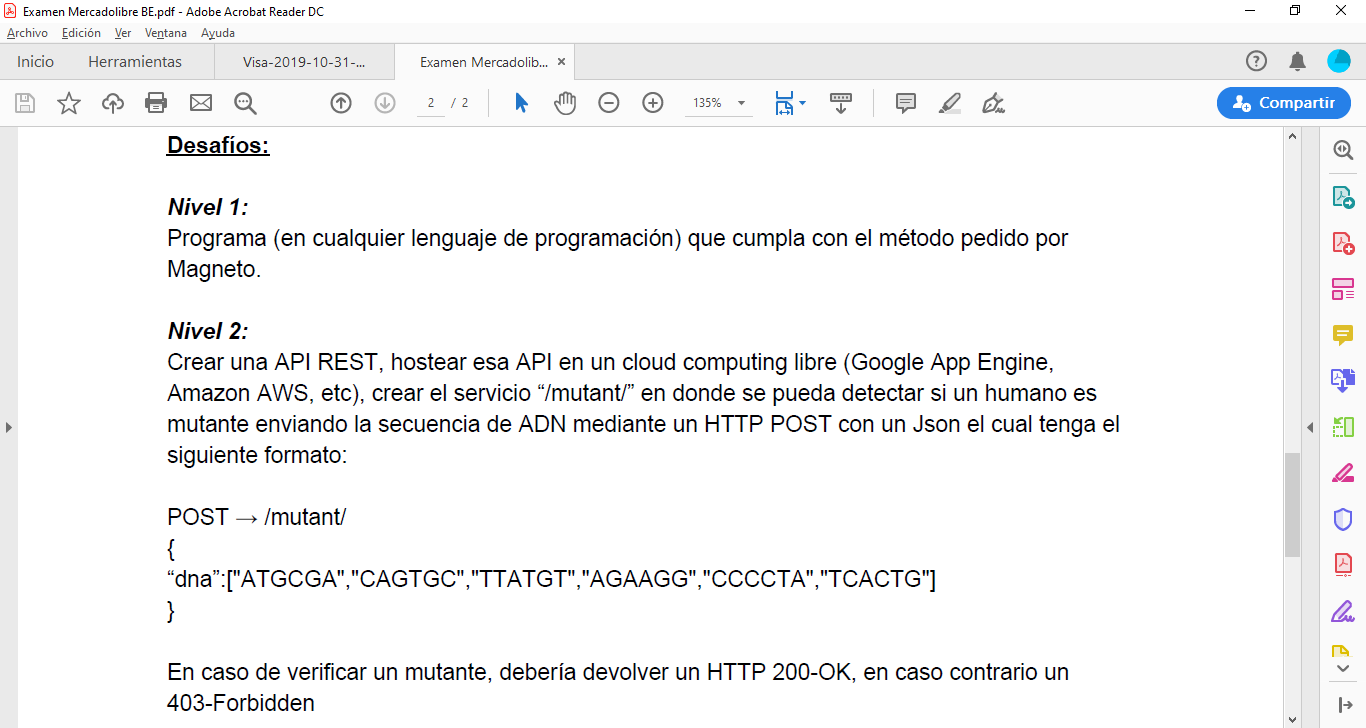 Examen Mercadolibre BE.pdf - Adobe Acrobat Reader DC
Archivo Edición Ver Ventana Ayuda
Inicio Herramientas Visa-2019-10-31-... Examen Mercadolib... ×
2 / 2 135% Compartir
Desafíos:
Nivel 1:
Programa (en cualquier lenguaje de programación) que cumpla con el método pedido por
Magneto.
Nivel 2:
Crear una API REST, hostear esa API en un cloud computing libre (Google App Engine,
Amazon AWS, etc), crear el servicio “/mutant/” en donde se pueda detectar si un humano es
mutante enviando la secuencia de ADN mediante un HTTP POST con un Json el cual tenga el
siguiente formato:
POST → /mutant/
{
“dna”:["ATGCGA","CAGTGC","TTATGT","AGAAGG","CCCCTA","TCACTG"]
}
En caso de verificar un mutante, debería devolver un HTTP 200-OK, en caso contrario un
403-Forbidden